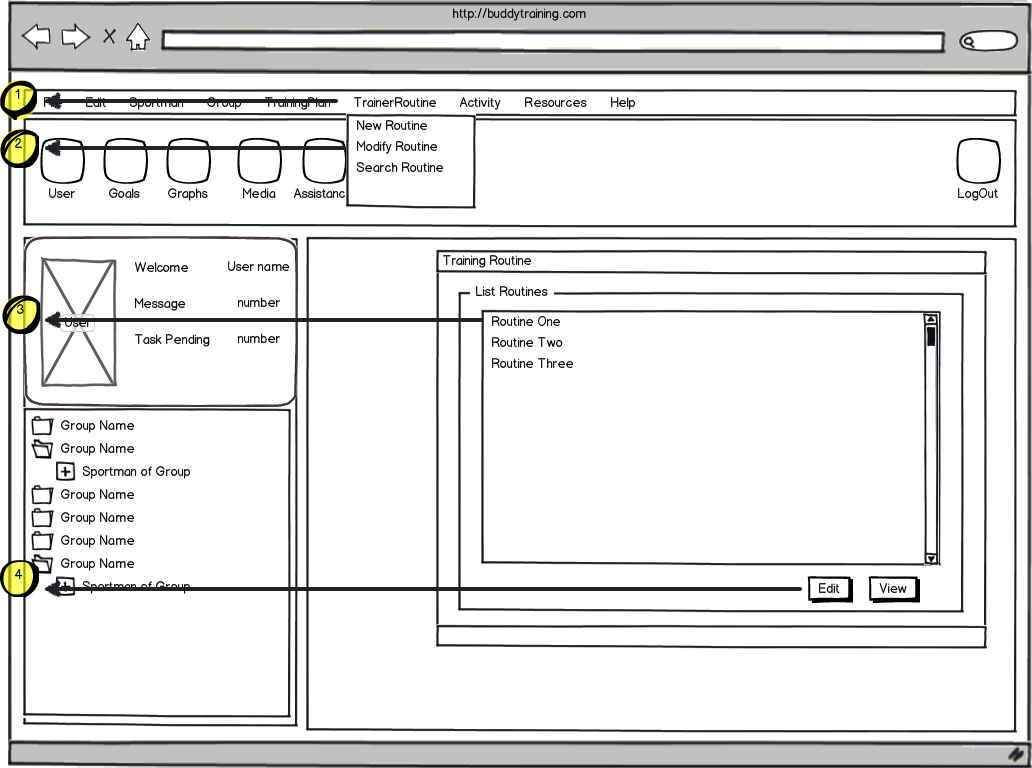 http://buddytraining.com
1
Edit Sportman Group TrainingPlan TrainerRoutine Activity Resources Help
New Routine
2
Modify Routine
Search Routine
User Goals Graphs Media Assistanc LogOut
Welcome User name
Message number
3
User
Task Pending number
Training Routine
List Routines
Routine One
Routine Two
Routine Three
Group Name
Group Name
Sportman of Group
Group Name
Group Name
Group Name
Group Name
4
Sportman of Group
Edit View